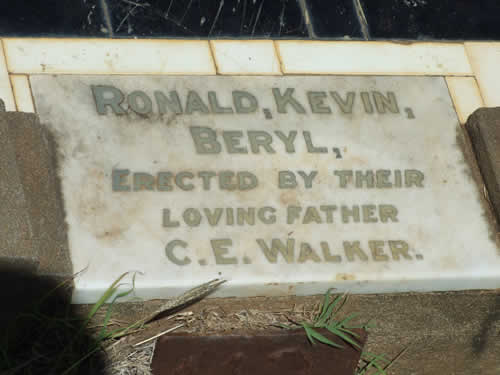 RONALD, KEVIN,
BERYL,
ERECTED BY THEIR
LOVING FATHER
C. E. WALKER.